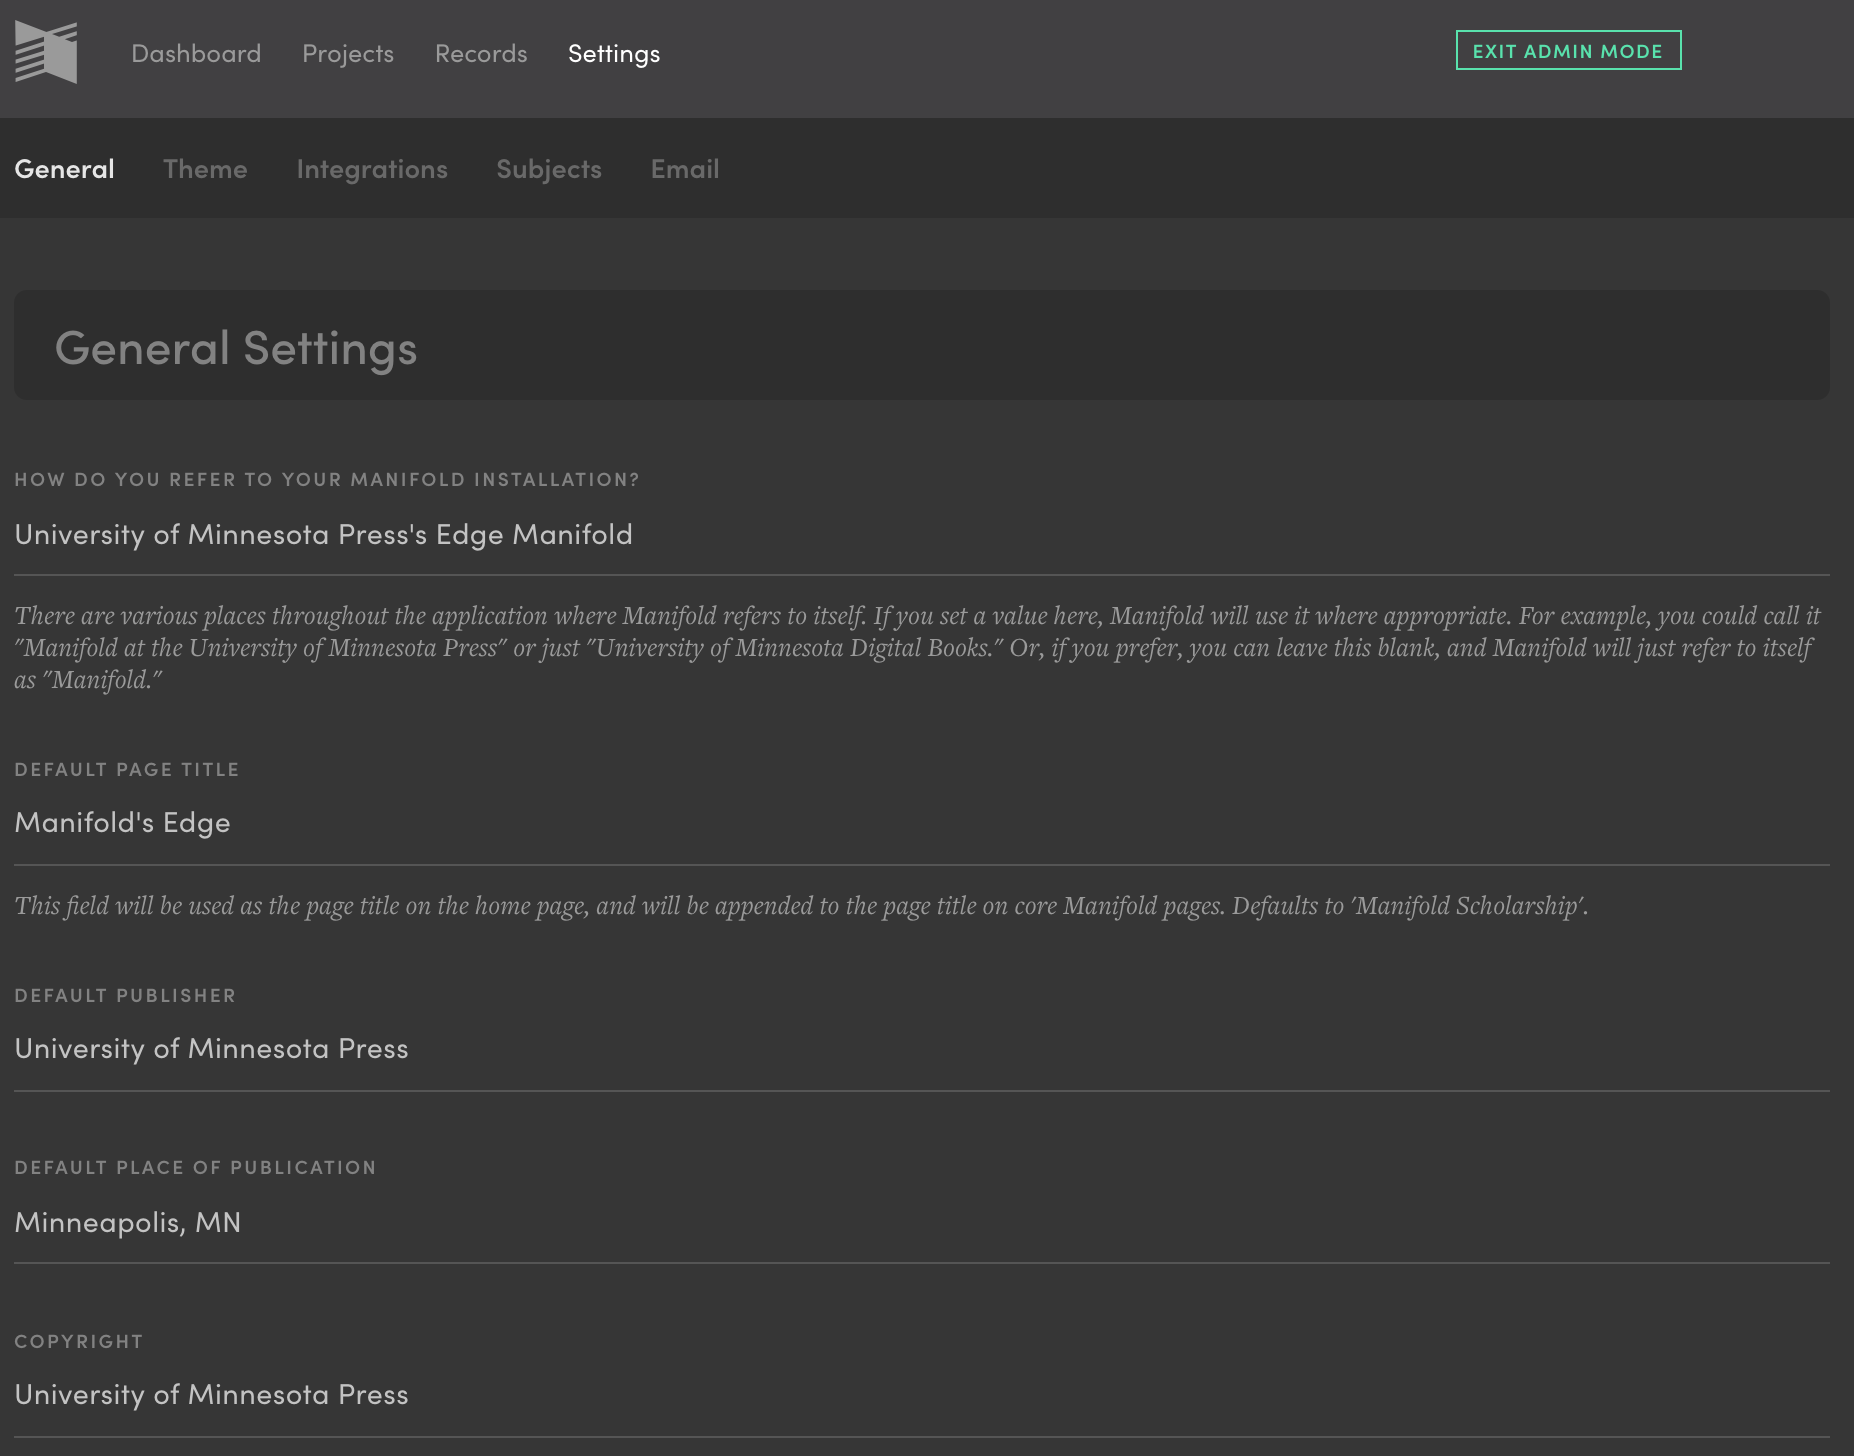 Dashboard Projects Records Settings EXIT ADMIN MODE
General Theme Integrations Subjects Email
General Settings
HOW DO YOU REFER TO YOUR MANIFOLD INSTALLATION?
University of Minnesota Press's Edge Manifold
There are various places throughout the application where Manifold refers to itself. If you set a value here, Manifold will use it where appropriate. For example, you could call it
"Manifold at the University of Minnesota Press" or just "University of Minnesota Digital Books." Or, if you prefer, you can leave this blank, and Manifold will just refer to itself
as "Manifold."
DEFAULT PAGE TITLE
Manifold's Edge
This field will be used as the page title on the home page, and will be appended to the page title on core Manifold pages. Defaults to 'Manifold Scholarship'.
DEFAULT PUBLISHER
University of Minnesota Press
DEFAULT PLACE OF PUBLICATION
Minneapolis, MN
COPYRIGHT
University of Minnesota Press